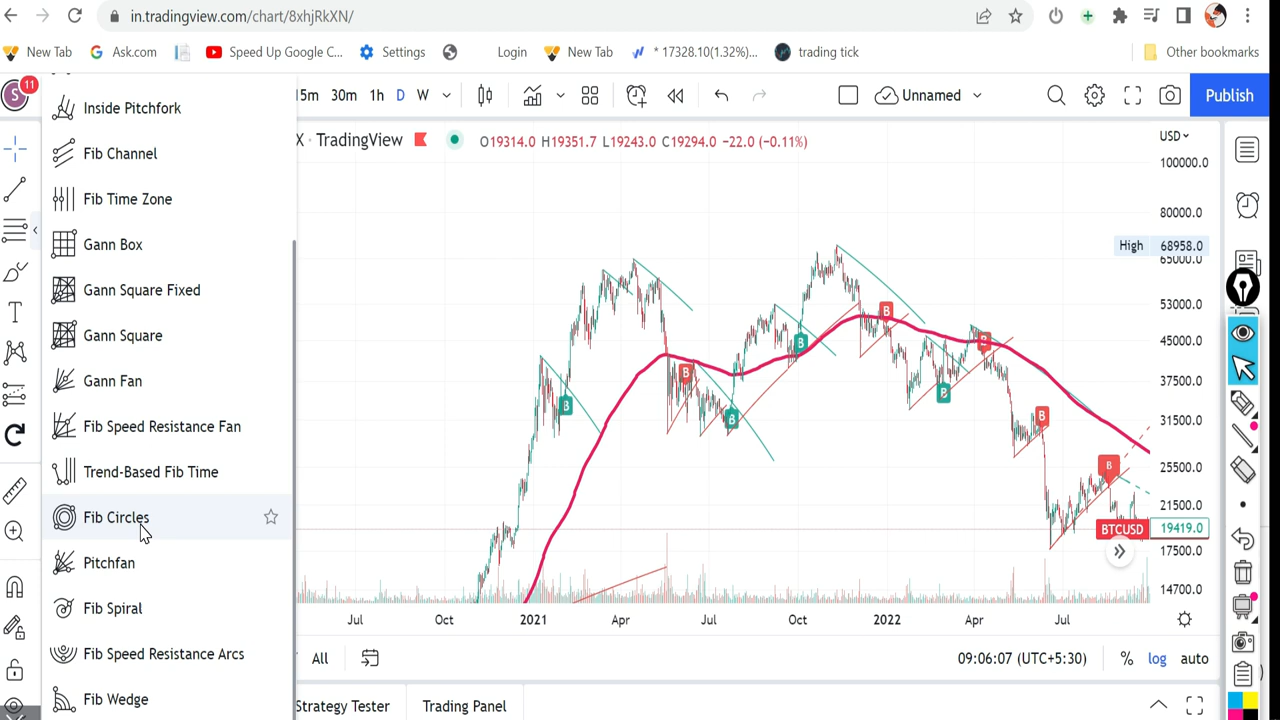 in.tradingview.com/chart/8xhjRkXN/
New Tab
Ask.com
Speed Up Google C...
Settings
Login
New Tab
* 17328.10(1.32%)...
trading tick
Other bookmarks
S 11
15m 30m 1h D W
Unnamed
Publish
Inside Pitchfork
Fib Channel
Fib Time Zone
Gann Box
Gann Square Fixed
Gann Square
Gann Fan
Fib Speed Resistance Fan
Trend-Based Fib Time
Fib Circles
Pitchfan
Fib Spiral
Fib Speed Resistance Arcs
Fib Wedge
X · TradingView
O19314.0 H19351.7 L19243.0 C19294.0 −22.0 (−0.11%)
USD
100000.0
80000.0
High 68958.0
65000.0
53000.0
45000.0
37500.0
31500.0
25500.0
21500.0
BTCUSD 19419.0
17500.0
14700.0
B
B
B
B
B
B
B
B
B
Jul Oct 2021 Apr Jul Oct 2022 Apr Jul
All
09:06:07 (UTC+5:30)
% log auto
Strategy Tester
Trading Panel